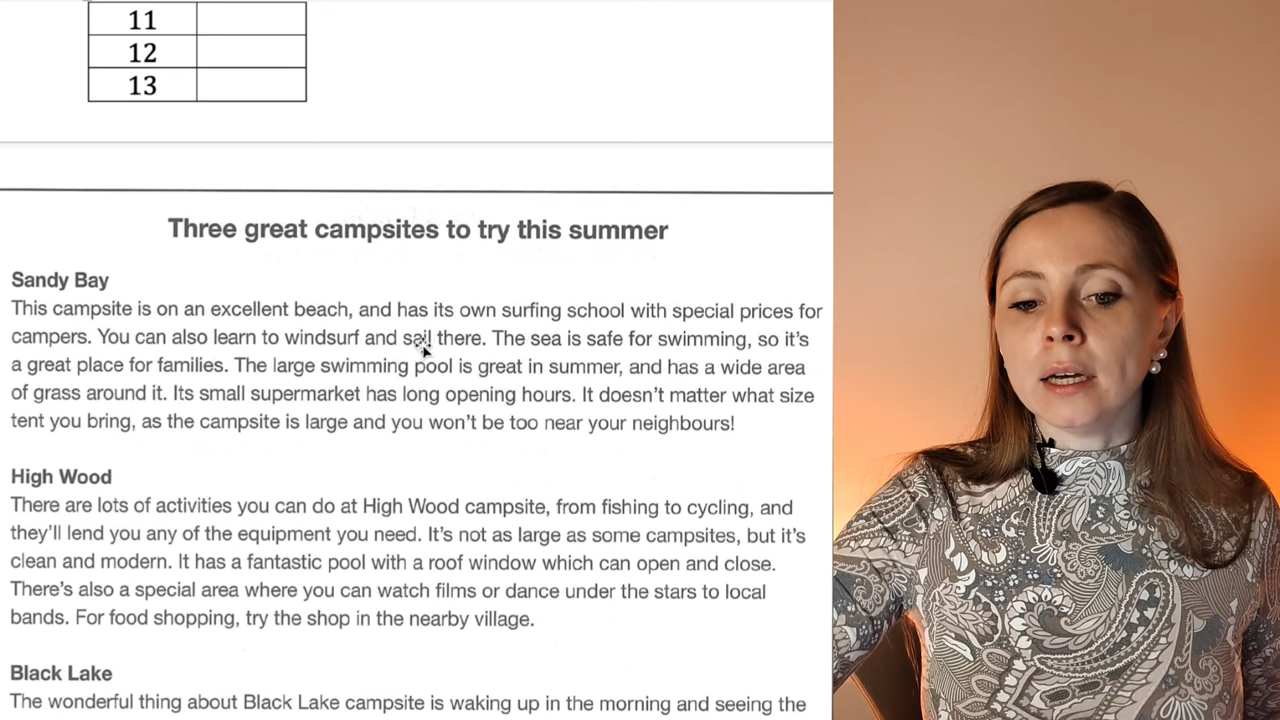 11
12
13
Three great campsites to try this summer
Sandy Bay
This campsite is on an excellent beach, and has its own surfing school with special prices for
campers. You can also learn to windsurf and sail there. The sea is safe for swimming, so it's
a great place for families. The large swimming pool is great in summer, and has a wide area
of grass around it. Its small supermarket has long opening hours. It doesn't matter what size
tent you bring, as the campsite is large and you won't be too near your neighbours!
High Wood
There are lots of activities you can do at High Wood campsite, from fishing to cycling, and
they'll lend you any of the equipment you need. It's not as large as some campsites, but it's
clean and modern. It has a fantastic pool with a roof window which can open and close.
There's also a special area where you can watch films or dance under the stars to local
bands. For food shopping, try the shop in the nearby village.
Black Lake
The wonderful thing about Black Lake campsite is waking up in the morning and seeing the